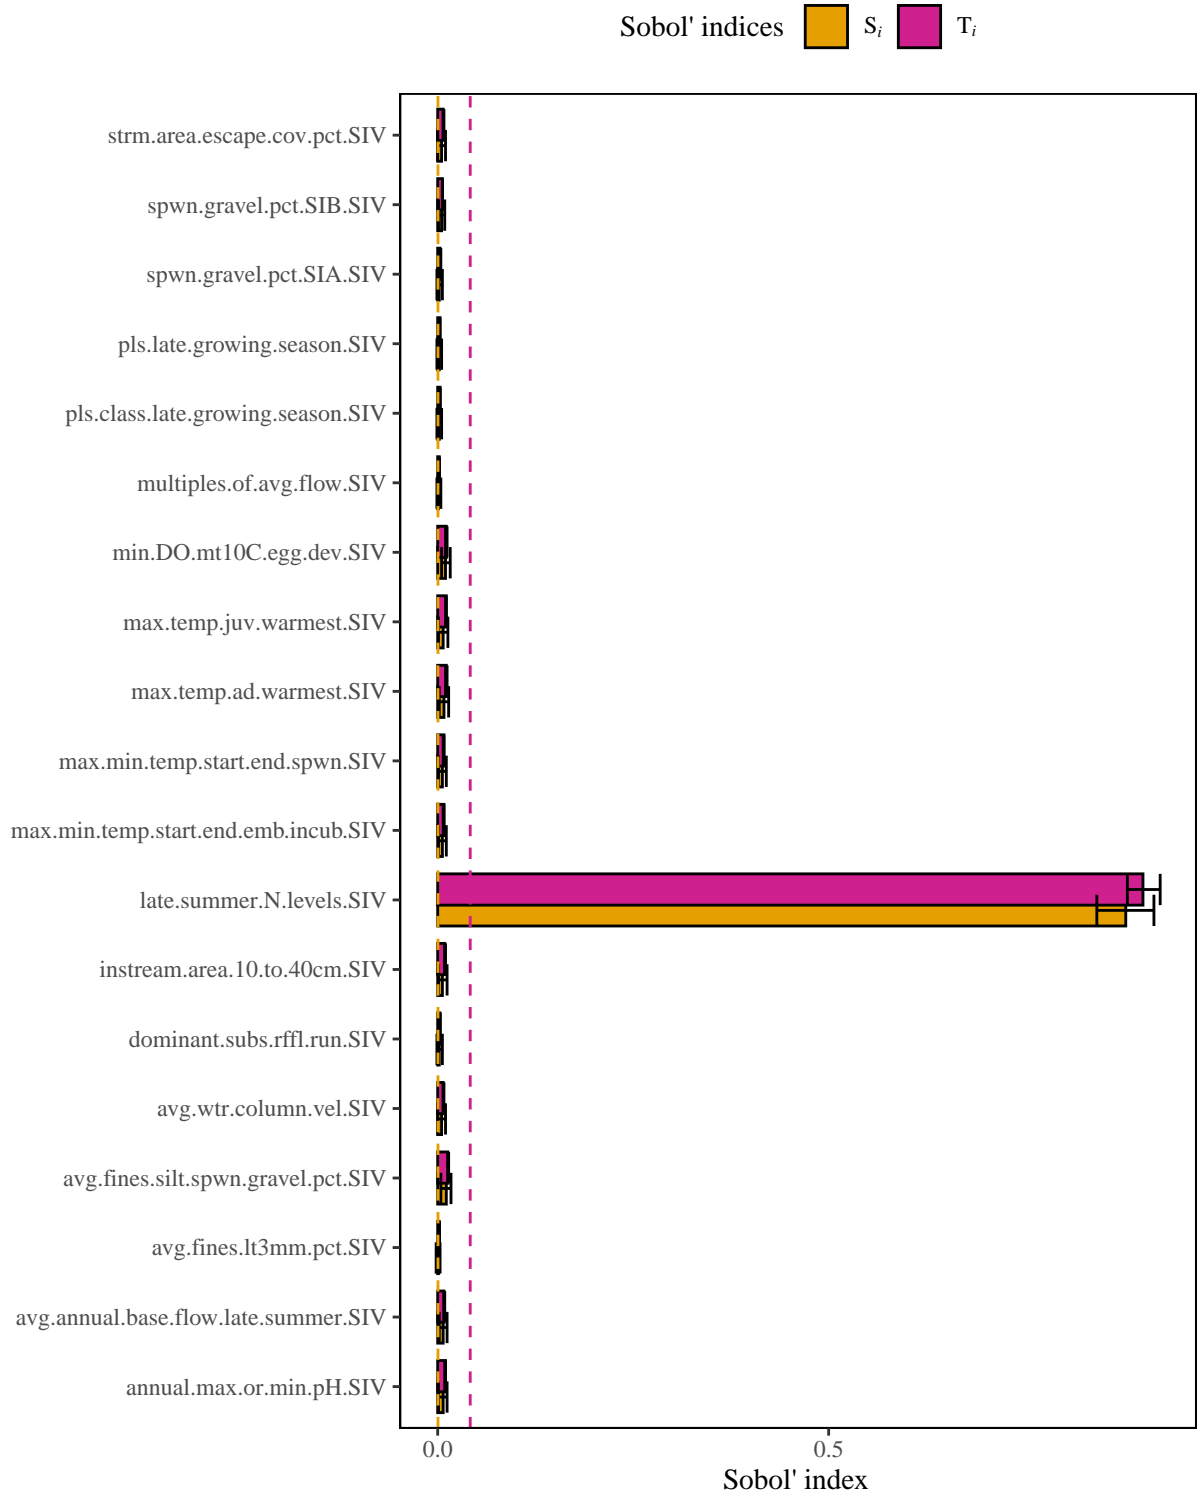 Sobol' indices Si Ti
strm.area.escape.cov.pct.SIV
spwn.gravel.pct.SIB.SIV
spwn.gravel.pct.SIA.SIV
pls.late.growing.season.SIV
pls.class.late.growing.season.SIV
multiples.of.avg.flow.SIV
min.DO.mt10C.egg.dev.SIV
max.temp.juv.warmest.SIV
max.temp.ad.warmest.SIV
max.min.temp.start.end.spwn.SIV
max.min.temp.start.end.emb.incub.SIV
late.summer.N.levels.SIV
instream.area.10.to.40cm.SIV
dominant.subs.rffl.run.SIV
avg.wtr.column.vel.SIV
avg.fines.silt.spwn.gravel.pct.SIV
avg.fines.lt3mm.pct.SIV
avg.annual.base.flow.late.summer.SIV
annual.max.or.min.pH.SIV
0.0 0.5
Sobol' index